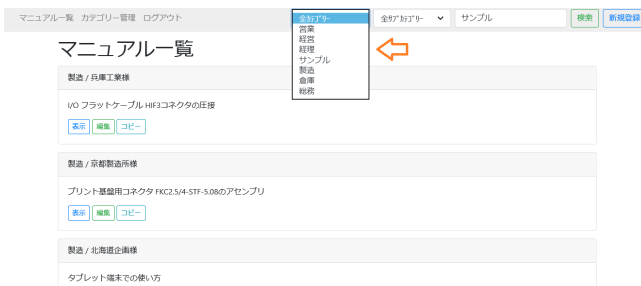 マニュアル一覧 カテゴリー管理 ログアウト 全ｶﾃｺﾞﾘｰ 全ｻﾌﾞｶﾃｺﾞﾘｰ サンプル 検索 新規登録
営業
経営
経理
サンプル
製造
倉庫
総務
マニュアル一覧
製造 / 兵庫工業様
I/O フラットケーブル HIF3コネクタの圧接
表示 編集 コピー
製造 / 京都製造所様
プリント基盤用コネクタ FKC2.5/4-STF-5.08のアセンブリ
表示 編集 コピー
製造 / 北海道企画様
タブレット端末での使い方